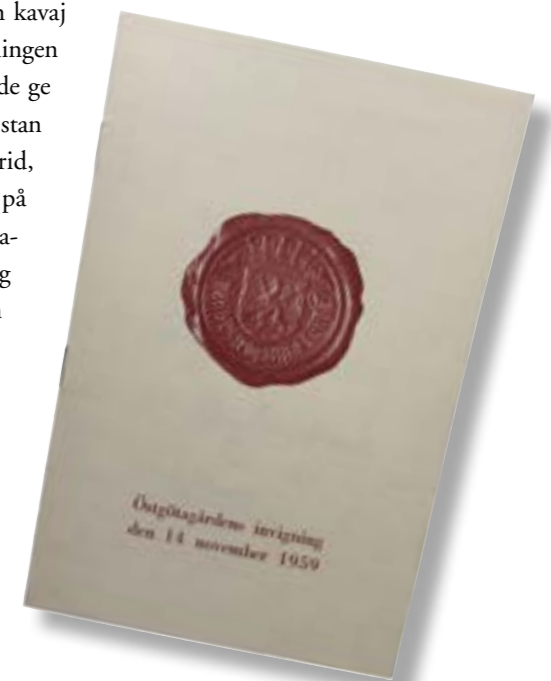 kavaj
ingen
de ge
stan
rid,
på
a-
g
Östgötagårdens invigning
den 14 november 1959